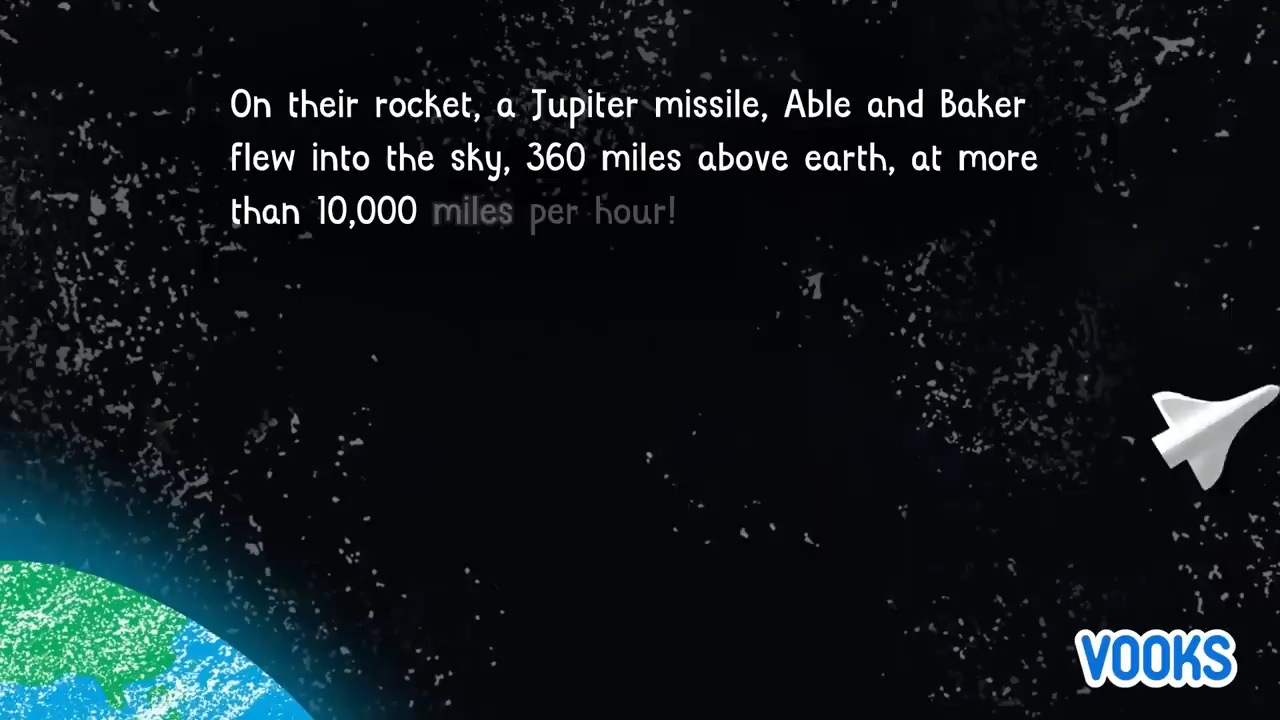 On their rocket, a Jupiter missile, Able and Baker
flew into the sky, 360 miles above earth, at more
than 10,000 miles per hour!
VOOKS